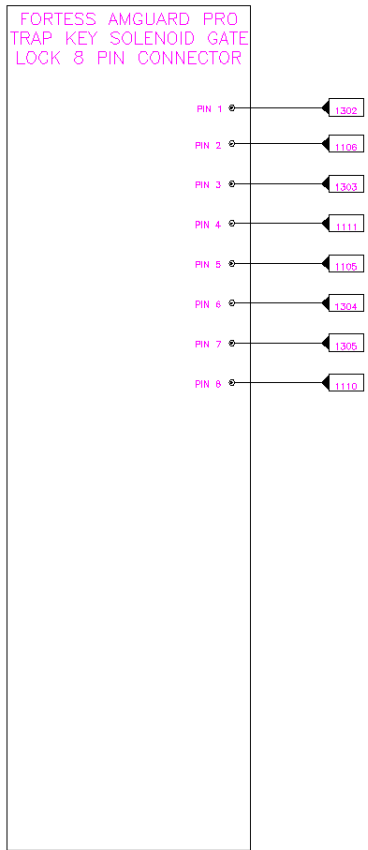 FORTESS AMGUARD PRO
TRAP KEY SOLENOID GATE
LOCK 8 PIN CONNECTOR
PIN 1 1302
PIN 2 1106
PIN 3 1303
PIN 4 1111
PIN 5 1105
PIN 6 1304
PIN 7 1305
PIN 8 1110